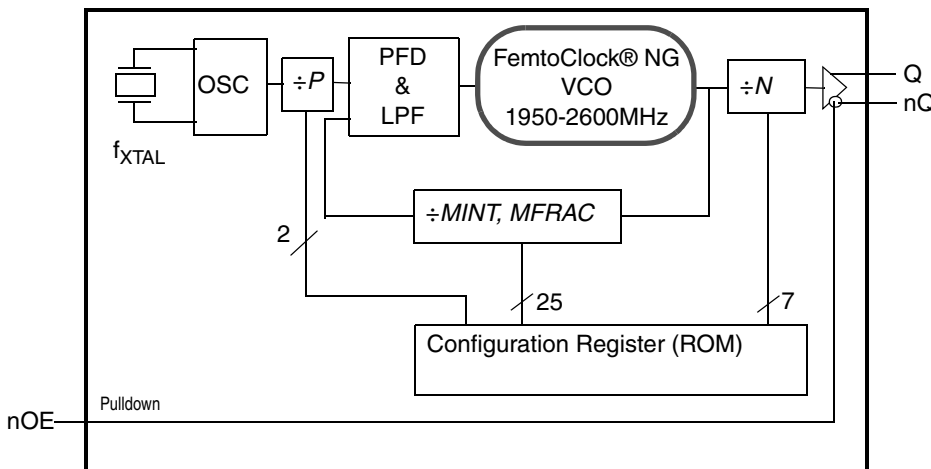 OSC
÷P
PFD
&
LPF
FemtoClock® NG
VCO
1950-2600MHz
÷N
Q
nQ
fXTAL
÷MINT, MFRAC
2
25
7
Configuration Register (ROM)
Pulldown
nOE